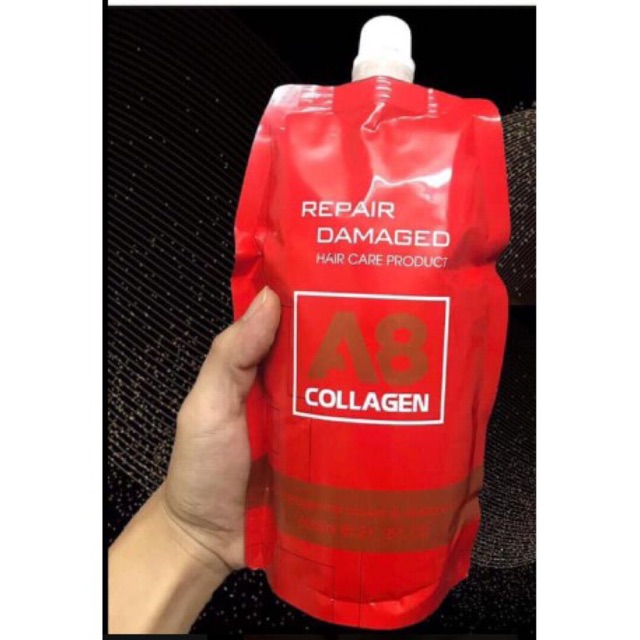 REPAIR
DAMAGED
HAIR CARE PRODUCT
A8
COLLAGEN